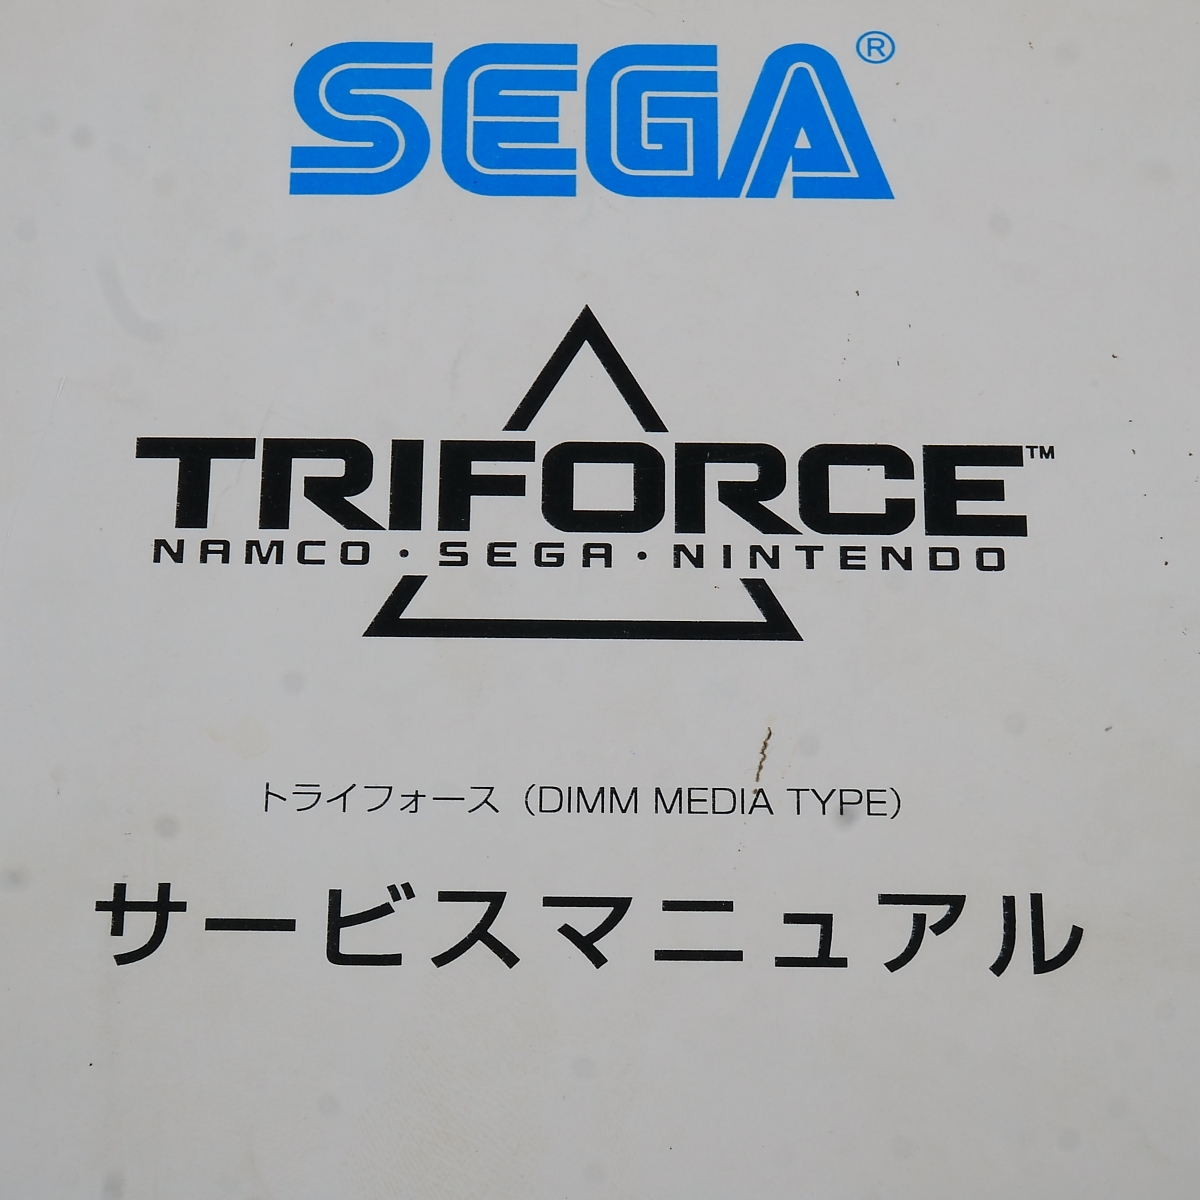 SEGA®
TRIFORCE™
NAMCO・SEGA・NINTENDO
トライフォース（DIMM MEDIA TYPE）
サービスマニュアル